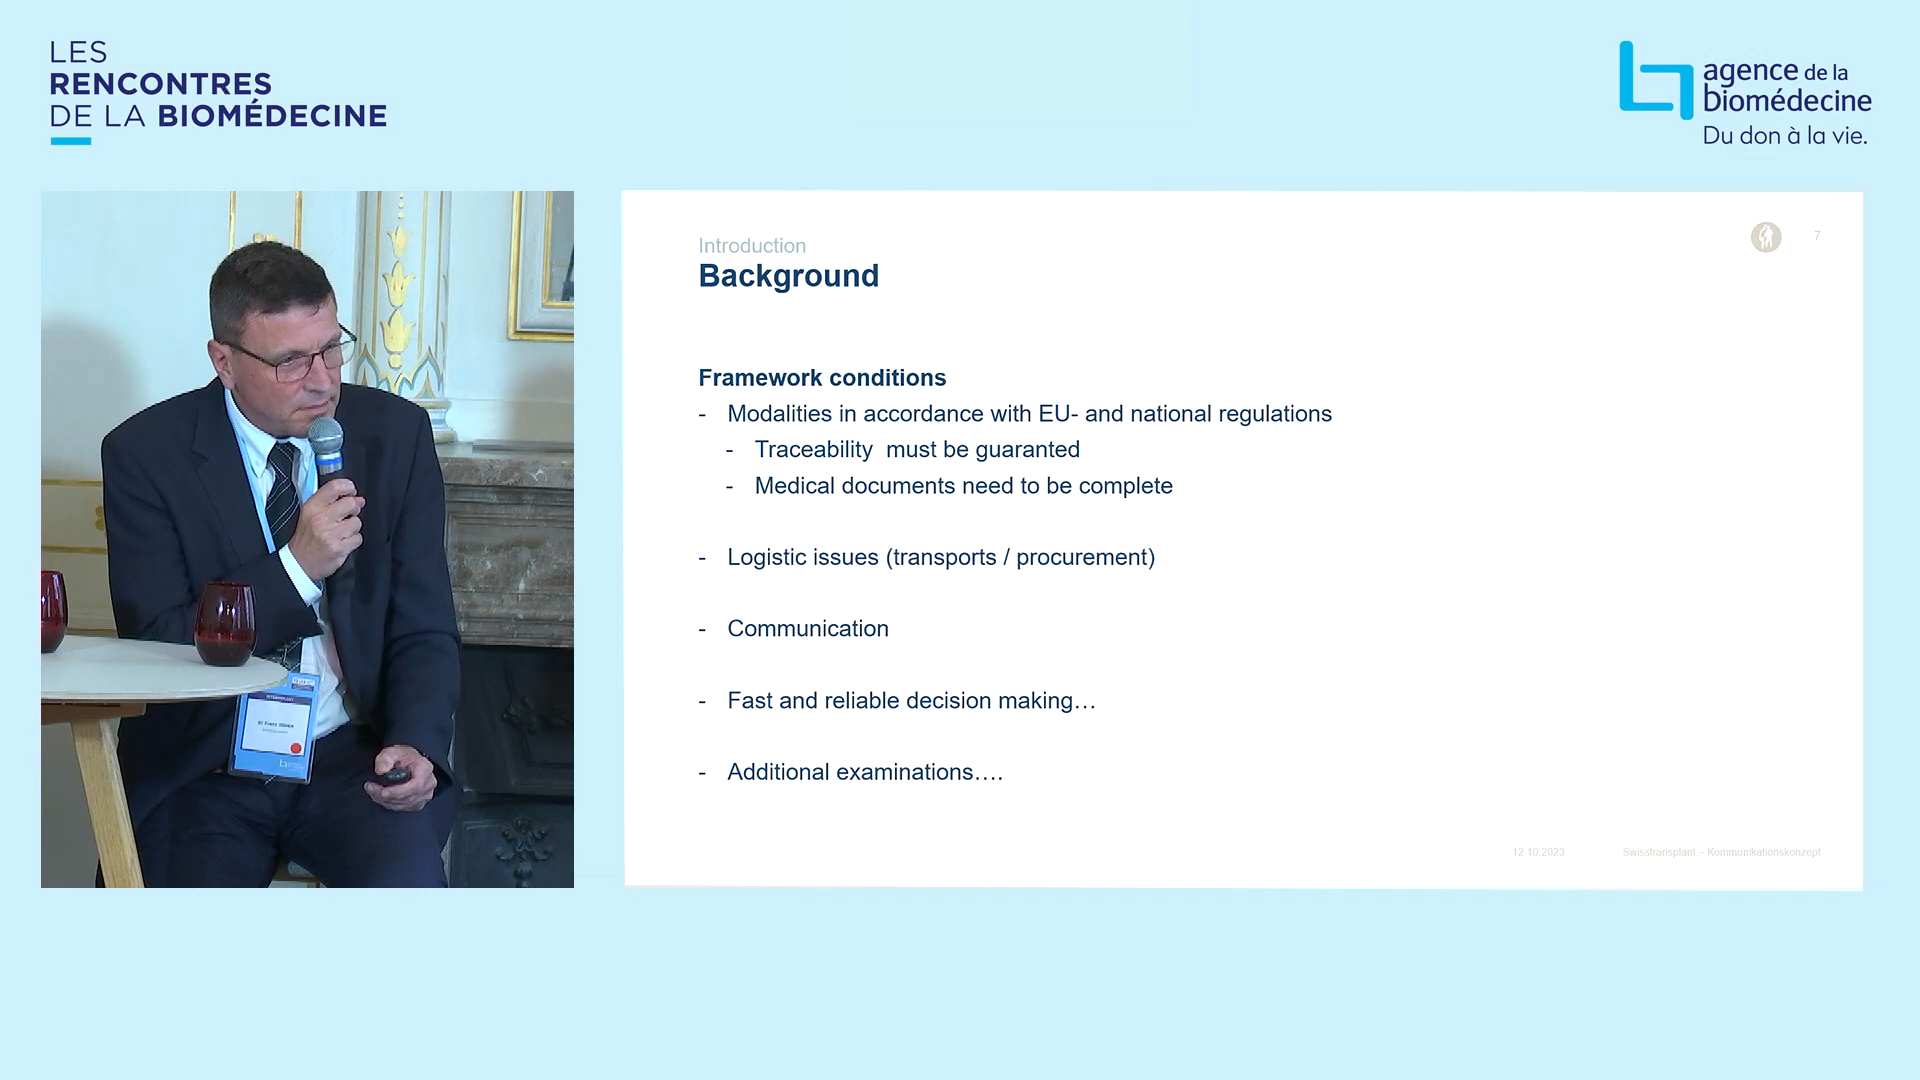 LES
RENCONTRES
DE LA BIOMÉDECINE
agence de la
biomédecine
Du don à la vie.
Introduction
Background
7
Framework conditions
- Modalities in accordance with EU- and national regulations
- Traceability  must be guaranted
- Medical documents need to be complete
- Logistic issues (transports / procurement)
- Communication
- Fast and reliable decision making…
- Additional examinations….
12.10.2023
Swisstransplant – Kommunikationskonzept